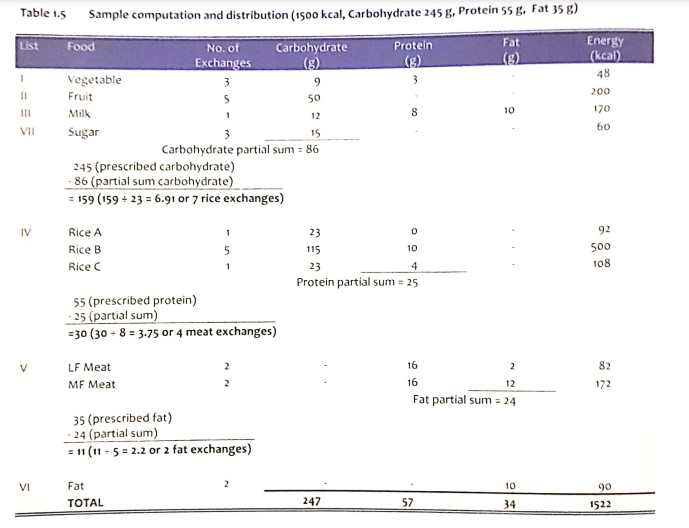 Table 1.5 Sample computation and distribution (1500 kcal, Carbohydrate 245 g, Protein 55 g, Fat 35 g)
List Food No. of Exchanges Carbohydrate (g) Protein (g) Fat (g) Energy (kcal)
I Vegetable 3 9 3 . 48
II Fruit 5 50 . . 200
III Milk 1 12 8 10 170
VII Sugar 3 15 . . 60
Carbohydrate partial sum = 86
245 (prescribed carbohydrate)
- 86 (partial sum carbohydrate)
= 159 (159 ÷ 23 = 6.91 or 7 rice exchanges)
IV Rice A 1 23 0 . 92
Rice B 5 115 10 . 500
Rice C 1 23 4 . 108
Protein partial sum = 25
55 (prescribed protein)
- 25 (partial sum)
=30 (30 ÷ 8 = 3.75 or 4 meat exchanges)
V LF Meat 2 . 16 2 82
MF Meat 2 . 16 12 172
Fat partial sum = 24
35 (prescribed fat)
- 24 (partial sum)
= 11 (11 ÷ 5 = 2.2 or 2 fat exchanges)
VI Fat 2 . . 10 90
TOTAL 247 57 34 1522